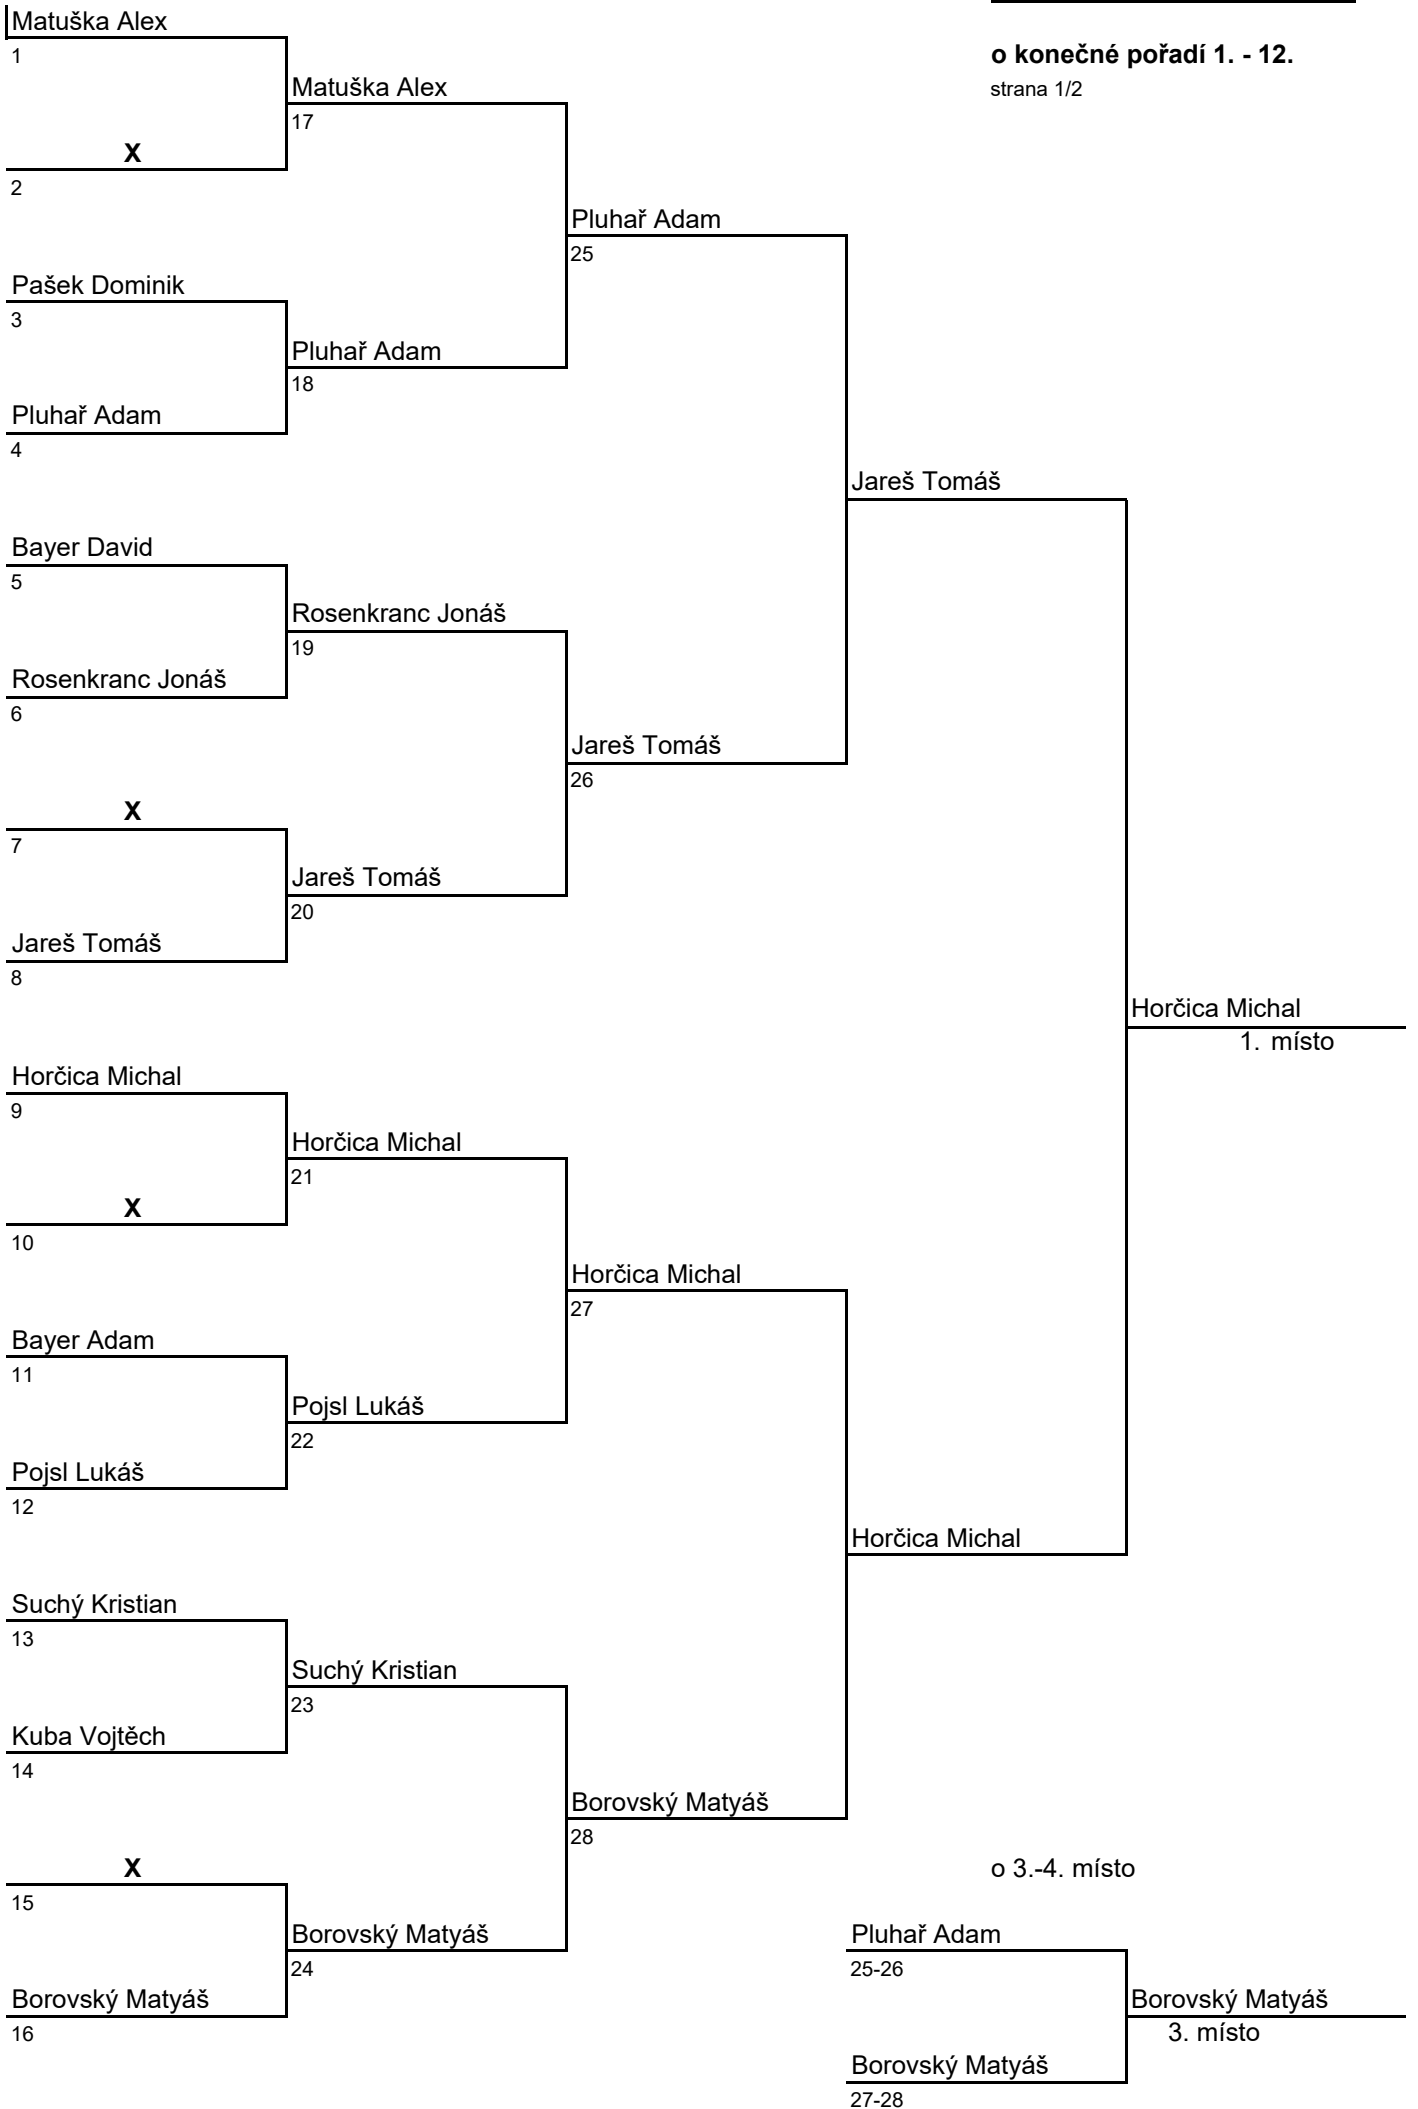 Matuška Alex
1
o konečné pořadí 1. - 12.
strana 1/2
Matuška Alex
17
X
2
Pluhař Adam
25
Pašek Dominik
3
Pluhař Adam
18
Pluhař Adam
4
Jareš Tomáš
Bayer David
5
Rosenkranc Jonáš
19
Rosenkranc Jonáš
6
Jareš Tomáš
26
X
7
Jareš Tomáš
20
Jareš Tomáš
8
Horčica Michal
1. místo
Horčica Michal
9
Horčica Michal
21
X
10
Horčica Michal
27
Bayer Adam
11
Pojsl Lukáš
22
Pojsl Lukáš
12
Horčica Michal
Suchý Kristian
13
Suchý Kristian
23
Kuba Vojtěch
14
Borovský Matyáš
28
X
o 3.-4. místo
15
Borovský Matyáš
24
Pluhař Adam
25-26
Borovský Matyáš
16
Borovský Matyáš
3. místo
Borovský Matyáš
27-28